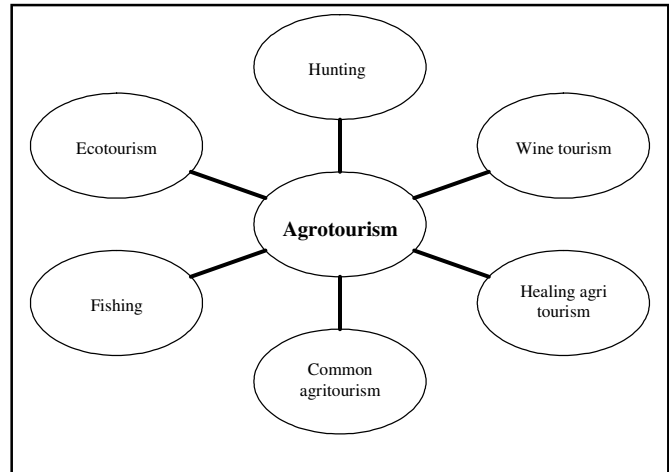 Hunting
Ecotourism
Wine tourism
Agrotourism
Fishing
Healing agri
tourism
Common
agritourism